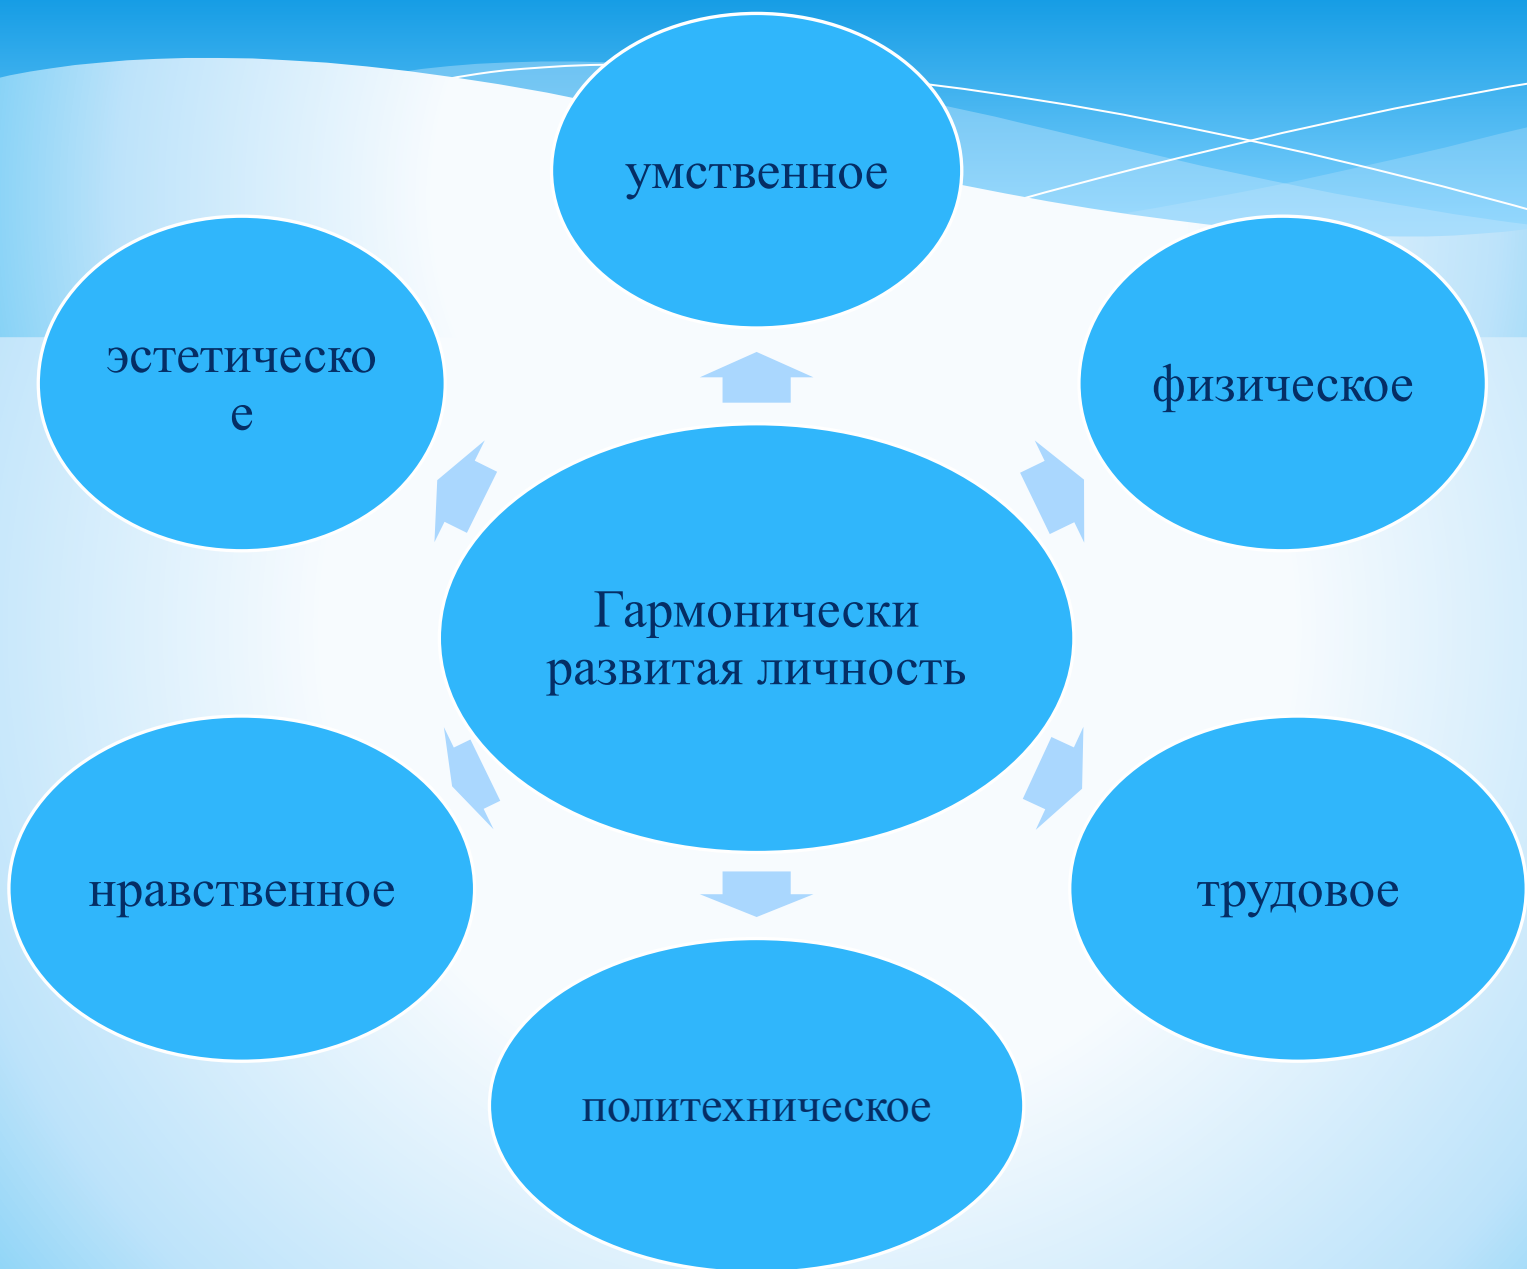 умственное
эстетическо
е
физическое
Гармонически
развитая личность
нравственное
трудовое
политехническое